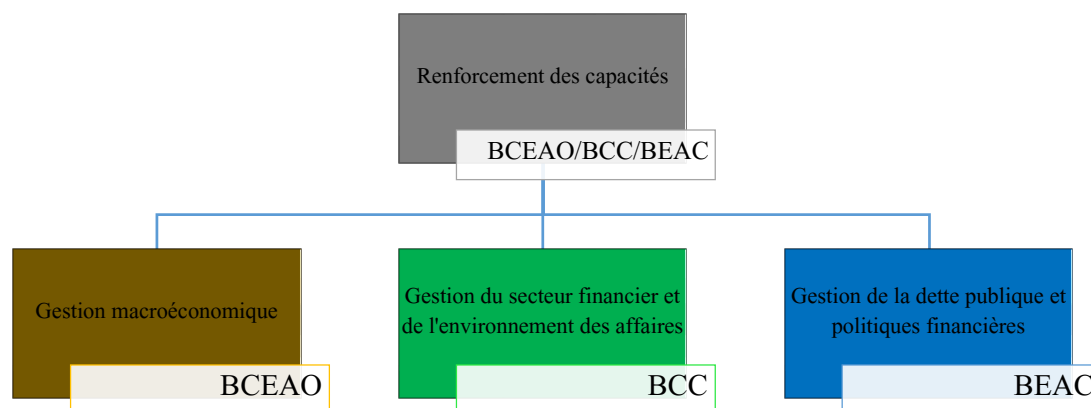 Renforcement des capacités
BCEAO/BCC/BEAC
Gestion macroéconomique
BCEAO
Gestion du secteur financier et
de l'environnement des affaires
BCC
Gestion de la dette publique et
politiques financières
BEAC